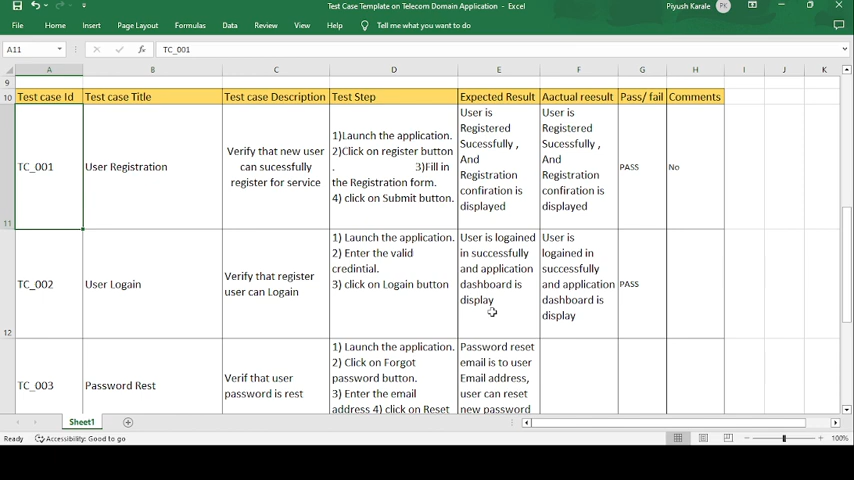 Test Case Template on Telecom Domain Application - Excel
Piyush Karale PK
File Home Insert Page Layout Formulas Data Review View Help Tell me what you want to do
A11 fx TC_001
A B C D E F G H I J K
9
10 Test case Id Test case Title Test case Description Test Step Expected Result Aactual reesult Pass/ fail Comments
11
TC_001
User Registration
Verify that new user
can sucessfully
register for service
1)Launch the application.
2)Click on register button
. 3)Fill in
the Registration form.
4) click on Submit button.
User is
Registered
Sucessfully ,
And
Registration
confiration is
displayed
User is
Registered
Sucessfully ,
And
Registration
confiration is
displayed
PASS
No
12
TC_002
User Logain
Verify that register
user can Logain
1) Launch the application.
2) Enter the valid
credintial.
3) click on Logain button
User is logained
in successfully
and application
dashboard is
display
User is
logained in
successfully
and application
dashboard is
display
PASS
TC_003
Password Rest
Verif that user
password is rest
1) Launch the application.
2) Click on Forgot
password button.
3) Enter the email
address 4) click on Reset
Password reset
email is to user
Email address,
user can reset
new password
Sheet1
Ready Accessibility: Good to go 100%